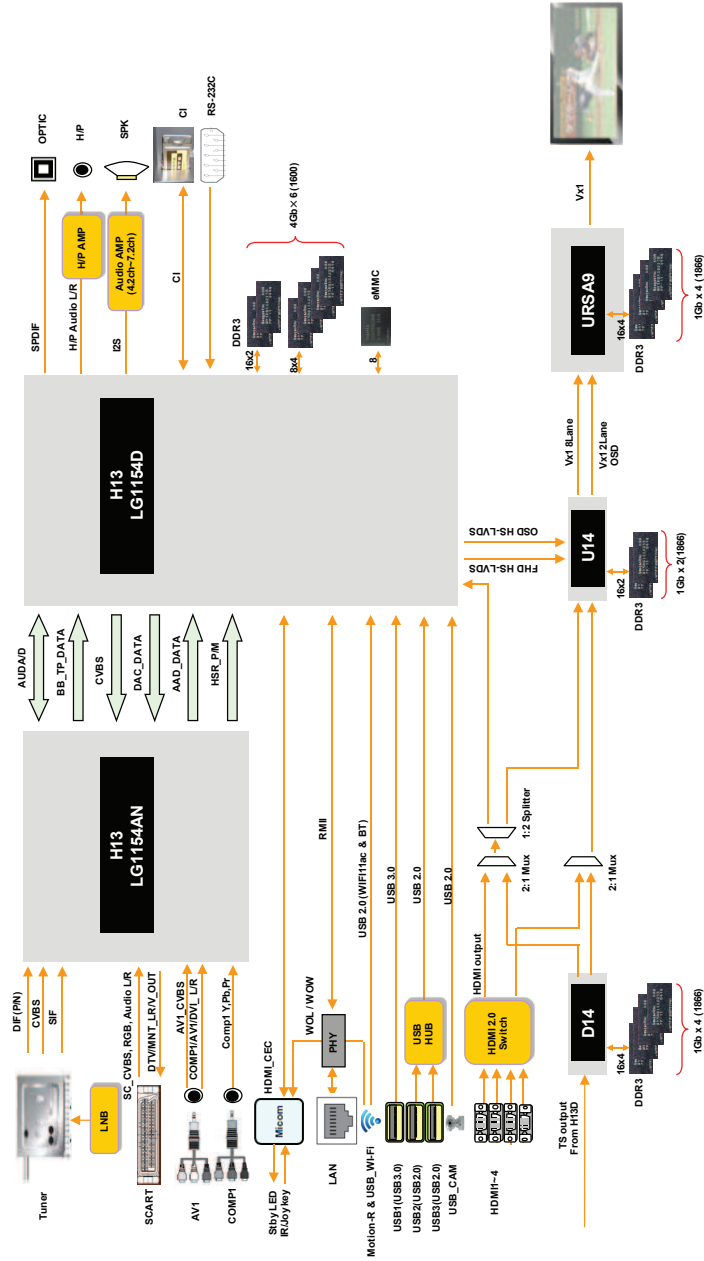 Tuner
LNB
DIF(P/N)
CVBS
SIF
SCART
SC_CVBS, RGB, Audio L/R
DTV/MNT_LR/V_OUT
AV1
AV1_CVBS
COMP1/AV1/DVI_L/R
COMP1
Comp1 Y,Pb,Pr
H13
LG1154AN
AUDA/D
BB_TP_DATA
CVBS
DAC_DATA
AAD_DATA
HSR_P/M
H13
LG1154D
SPDIF
OPTIC
H/P Audio L/R
H/P AMP
H/P
I2S
Audio AMP
(4.2ch~7.2ch)
SPK
CI
CI
RS-232C
DDR3
16x2
8x4
4Gb × 6 (1600)
8
eMMC
Stby LED
IR/Joy key
Micom
HDMI_CEC
LAN
PHY
WOL / WOW
RMII
Motion-R & USB_Wi-Fi
USB 2.0 (WIFI11ac & BT)
USB1(USB3.0)
USB 3.0
USB2(USB2.0)
USB3(USB2.0)
USB
HUB
USB 2.0
USB_CAM
USB 2.0
HDMI1~4
HDMI 2.0
Switch
HDMI output
2:1 Mux
1:2 Splitter
2:1 Mux
TS output
From H13D
D14
16x4
DDR3
1Gb x 4 (1866)
FHD HS-LVDS
OSD HS-LVDS
U14
16x2
DDR3
1Gb x 2(1866)
Vx1 8Lane
Vx1 2Lane
OSD
URSA9
16x4
DDR3
1Gb x 4 (1866)
Vx1